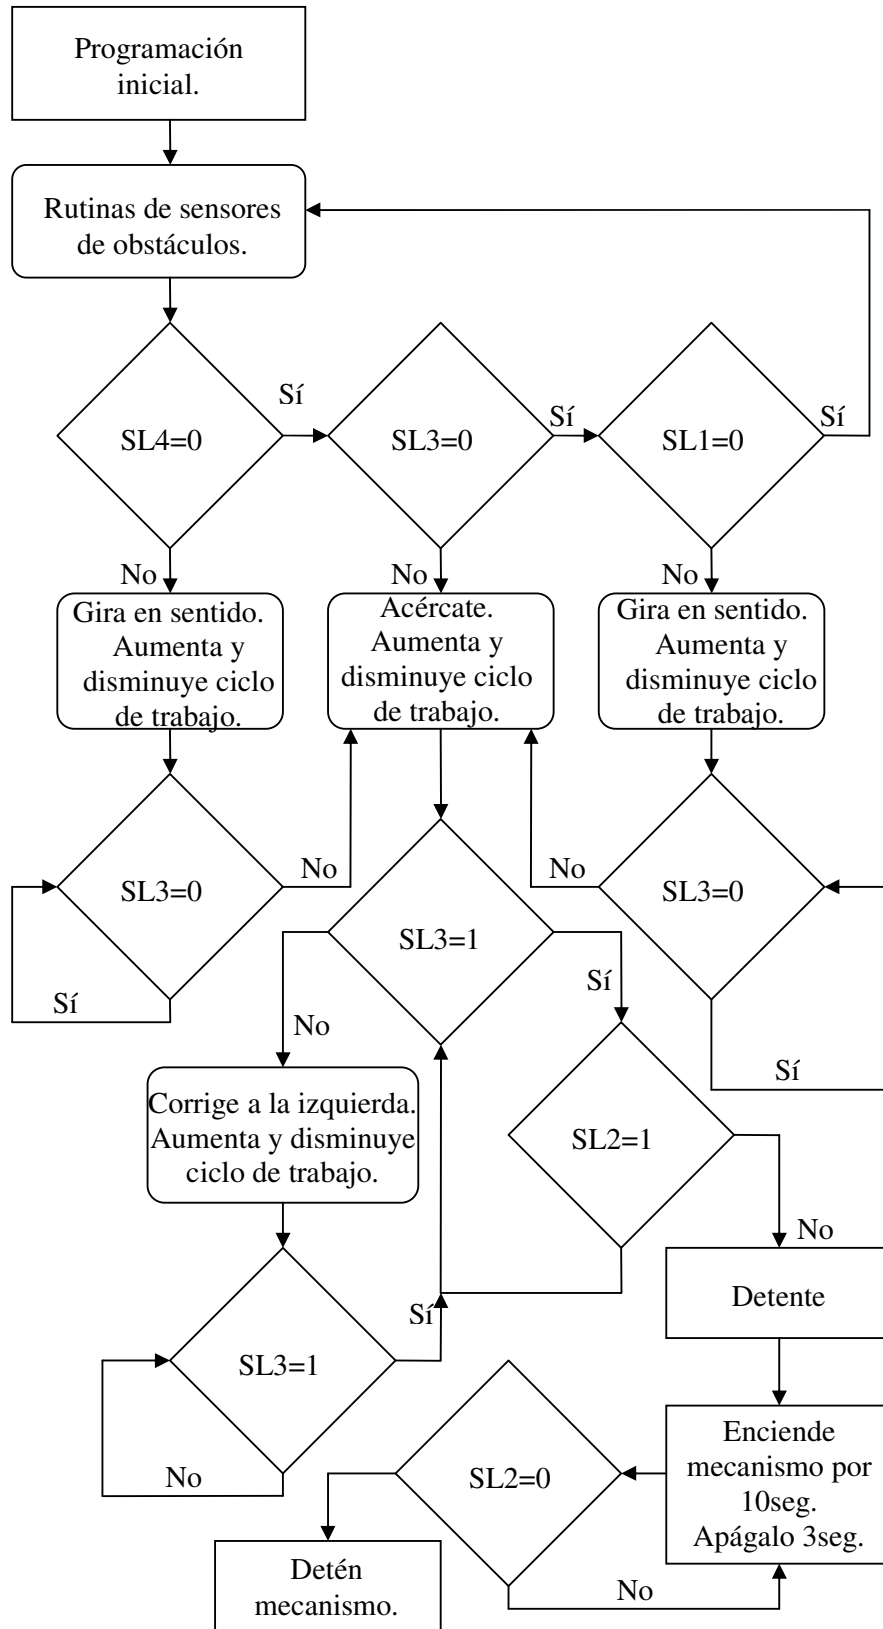 Programación
inicial.
Rutinas de sensores
de obstáculos.
Sí
Sí
Sí
SL4=0
SL3=0
SL1=0
No
No
No
Gira en sentido.
Aumenta y
disminuye ciclo
de trabajo.
Acércate.
Aumenta y
disminuye ciclo
de trabajo.
Gira en sentido.
Aumenta y
disminuye ciclo
de trabajo.
SL3=0
No
Sí
SL3=1
No
SL3=0
Sí
No
Sí
Corrige a la izquierda.
Aumenta y disminuye
ciclo de trabajo.
SL2=1
No
Detente
SL3=1
Sí
No
Enciende
mecanismo por
10seg.
Apágalo 3seg.
SL2=0
No
Detén
mecanismo.